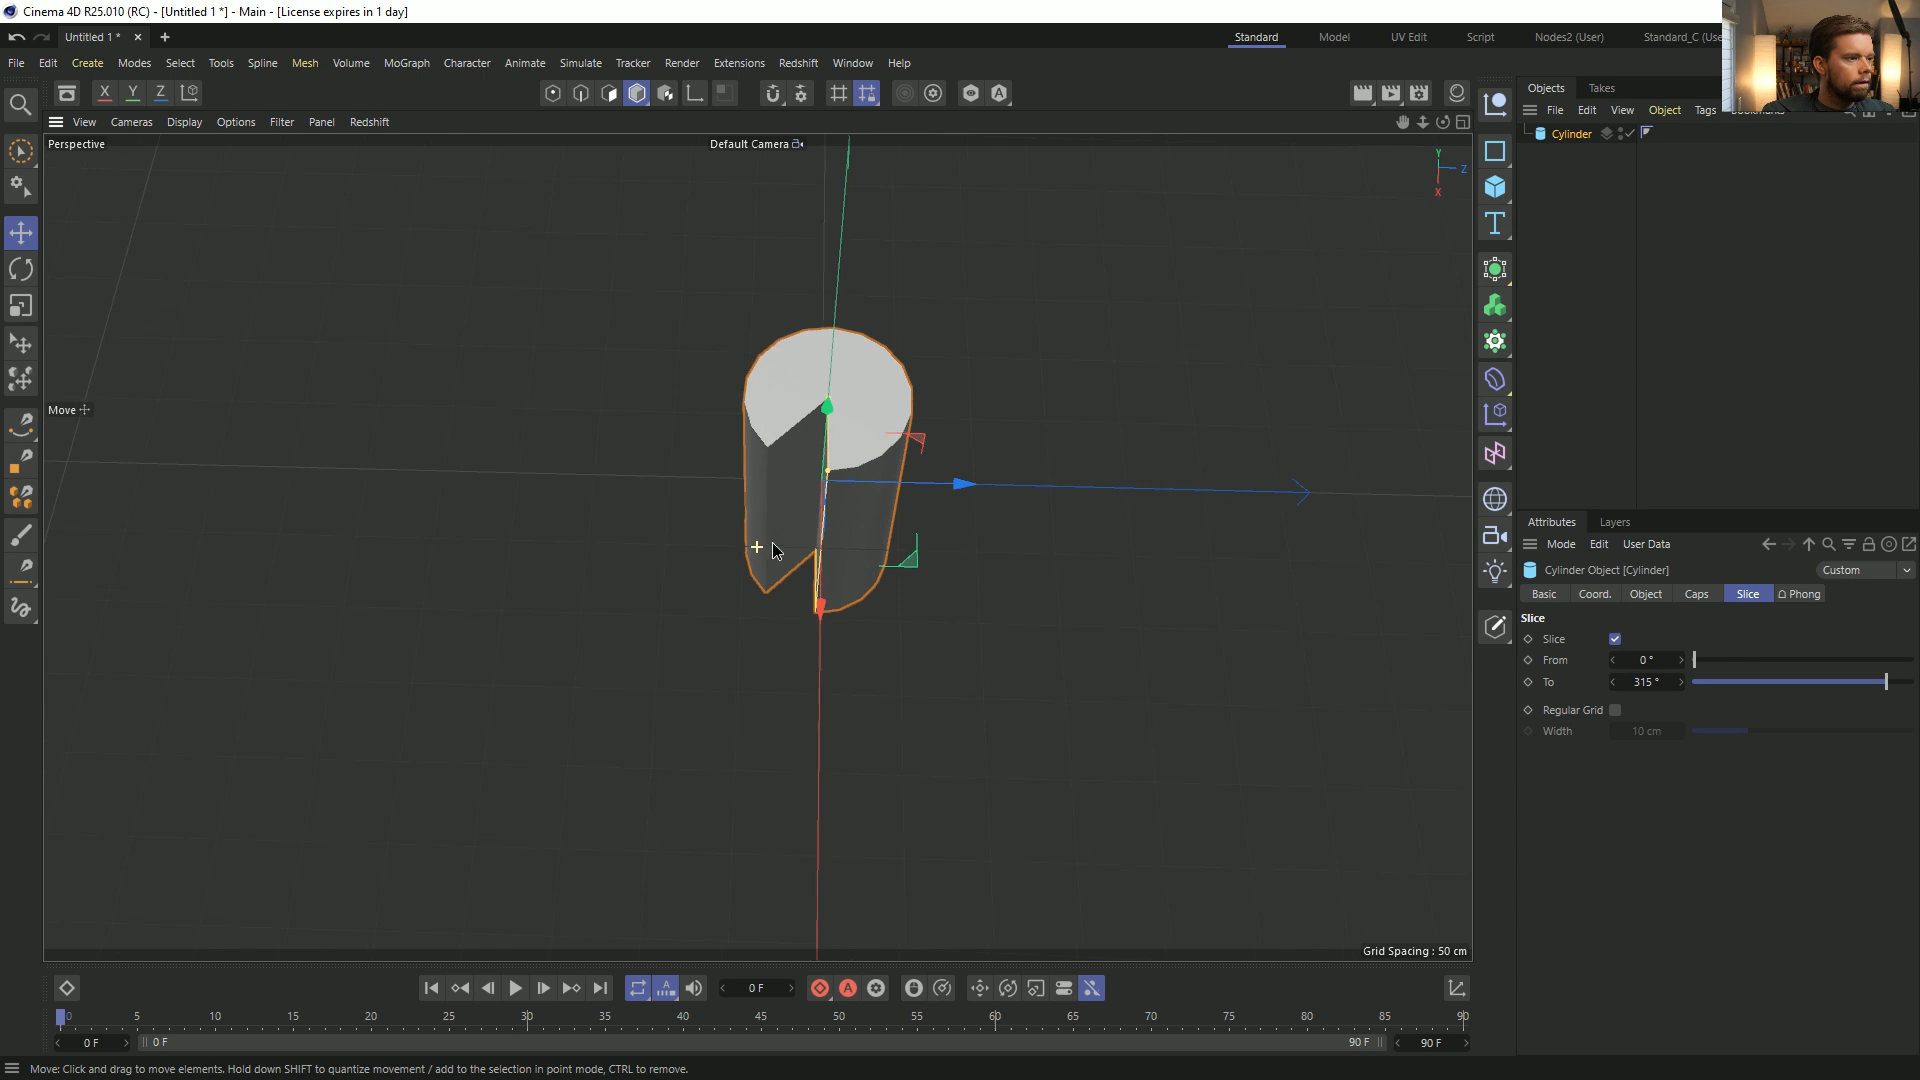 Cinema 4D R25.010 (RC) - [Untitled 1 *] - Main - [License expires in 1 day]
Untitled 1 *
Standard Model UV Edit Script Nodes2 (User) Standard_C (Use
File Edit Create Modes Select Tools Spline Mesh Volume MoGraph Character Animate Simulate Tracker Render Extensions Redshift Window Help
X Y Z
Objects Takes
View Cameras Display Options Filter Panel Redshift
File Edit View Object Tags
Perspective
Default Camera
Cylinder
Y
Z
X
Move
Attributes Layers
Mode Edit User Data
Cylinder Object [Cylinder]
Custom
Basic Coord. Object Caps Slice Phong
Slice
Slice
From 0 °
To 315 °
Regular Grid
Width 10 cm
Grid Spacing : 50 cm
0 F
0 5 10 15 20 25 30 35 40 45 50 55 60 65 70 75 80 85 90
0 F 0 F 90 F 90 F
Move: Click and drag to move elements. Hold down SHIFT to quantize movement / add to the selection in point mode, CTRL to remove.